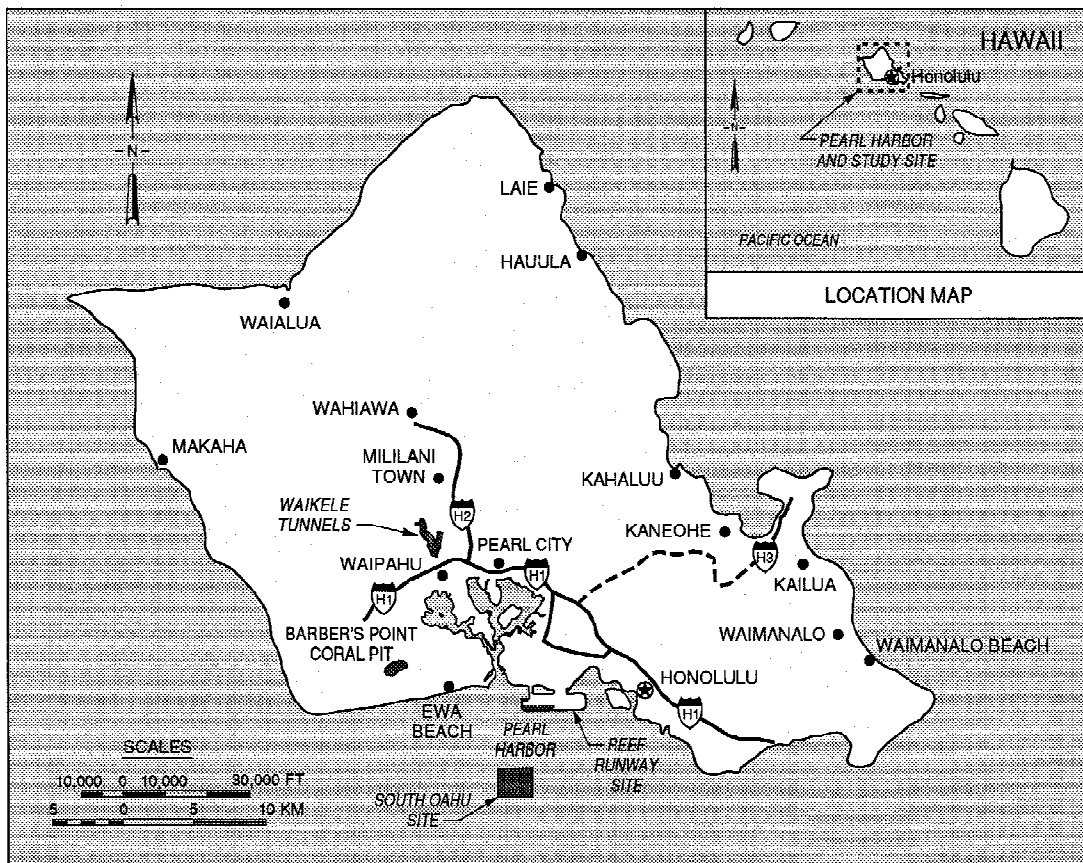 HAWAII
-N-
Honolulu
PEARL HARBOR
AND STUDY SITE
PACIFIC OCEAN
LOCATION MAP
-N-
LAIE
HAUULA
WAIALUA
WAHIAWA
MAKAHA
MILILANI
TOWN
KAHALUU
WAIKELE
TUNNELS
H2
KANEOHE
PEARL CITY
WAIPAHU
H1
H3
KAILUA
H1
BARBER'S POINT
CORAL PIT
WAIMANALO
WAIMANALO BEACH
HONOLULU
H1
EWA
BEACH
PEARL
HARBOR
REEF
RUNWAY
SITE
SOUTH OAHU
SITE
SCALES
10,000 0 10,000 30,000 FT
5 0 5 10 KM